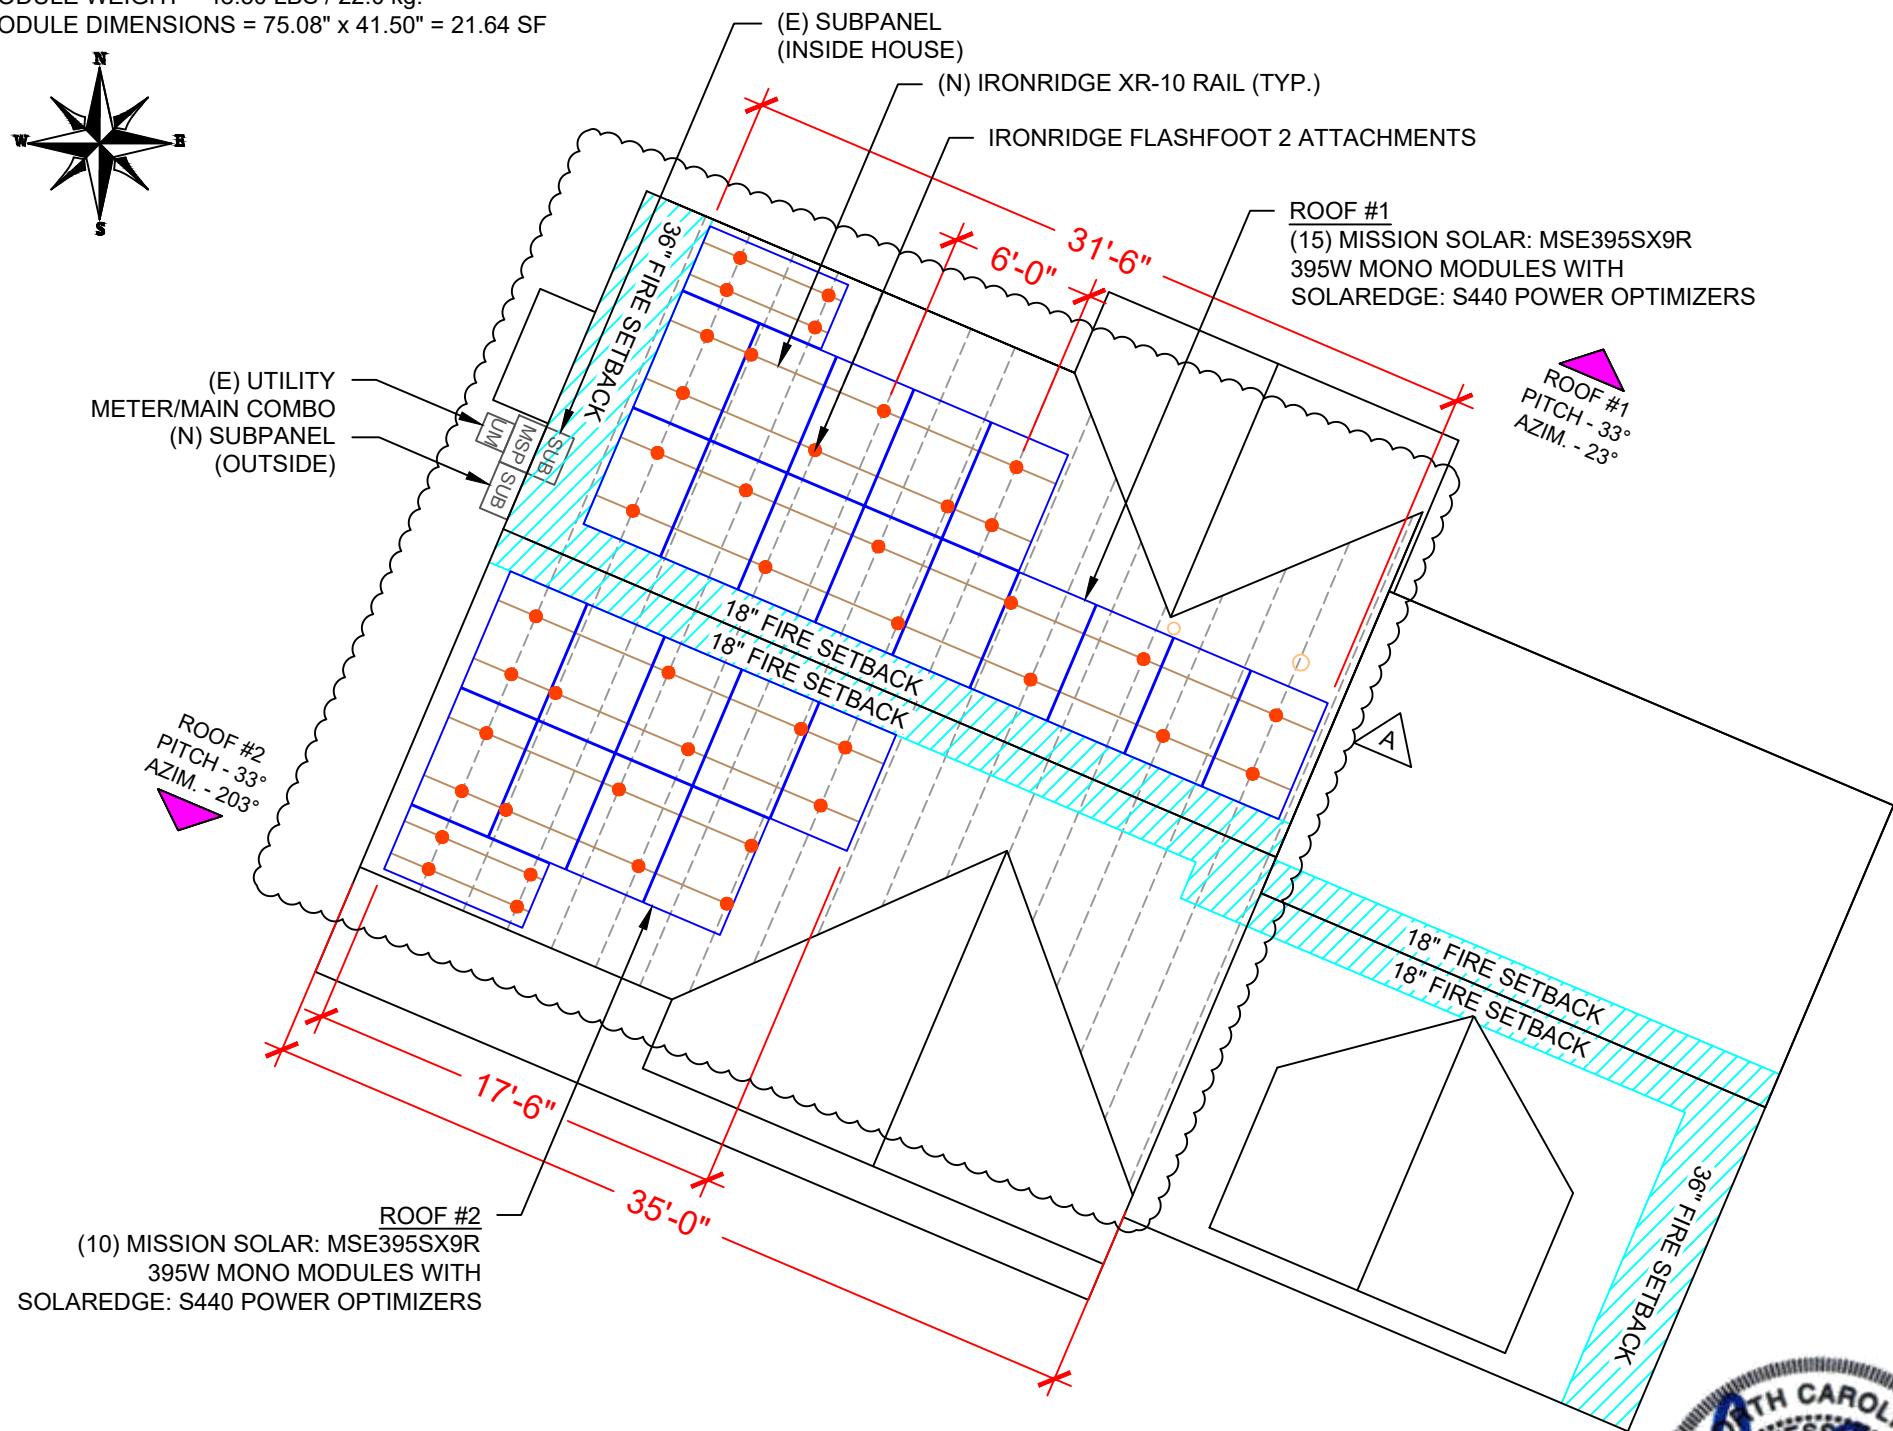 MODULE DIMENSIONS = 75.08" x 41.50" = 21.64 SF
N
W
E
S
(E) SUBPANEL
(INSIDE HOUSE)
(N) IRONRIDGE XR-10 RAIL (TYP.)
IRONRIDGE FLASHFOOT 2 ATTACHMENTS
ROOF #1
(15) MISSION SOLAR: MSE395SX9R
395W MONO MODULES WITH
SOLAREDGE: S440 POWER OPTIMIZERS
31'-6"
6'-0"
36" FIRE SETBACK
ROOF #1
PITCH - 33°
AZIM. - 23°
(E) UTILITY
METER/MAIN COMBO
(N) SUBPANEL
(OUTSIDE)
UM
MSP
SUB
SUB
18" FIRE SETBACK
18" FIRE SETBACK
ROOF #2
PITCH - 33°
AZIM. - 203°
A
18" FIRE SETBACK
18" FIRE SETBACK
36" FIRE SETBACK
17'-6"
35'-0"
ROOF #2
(10) MISSION SOLAR: MSE395SX9R
395W MONO MODULES WITH
SOLAREDGE: S440 POWER OPTIMIZERS